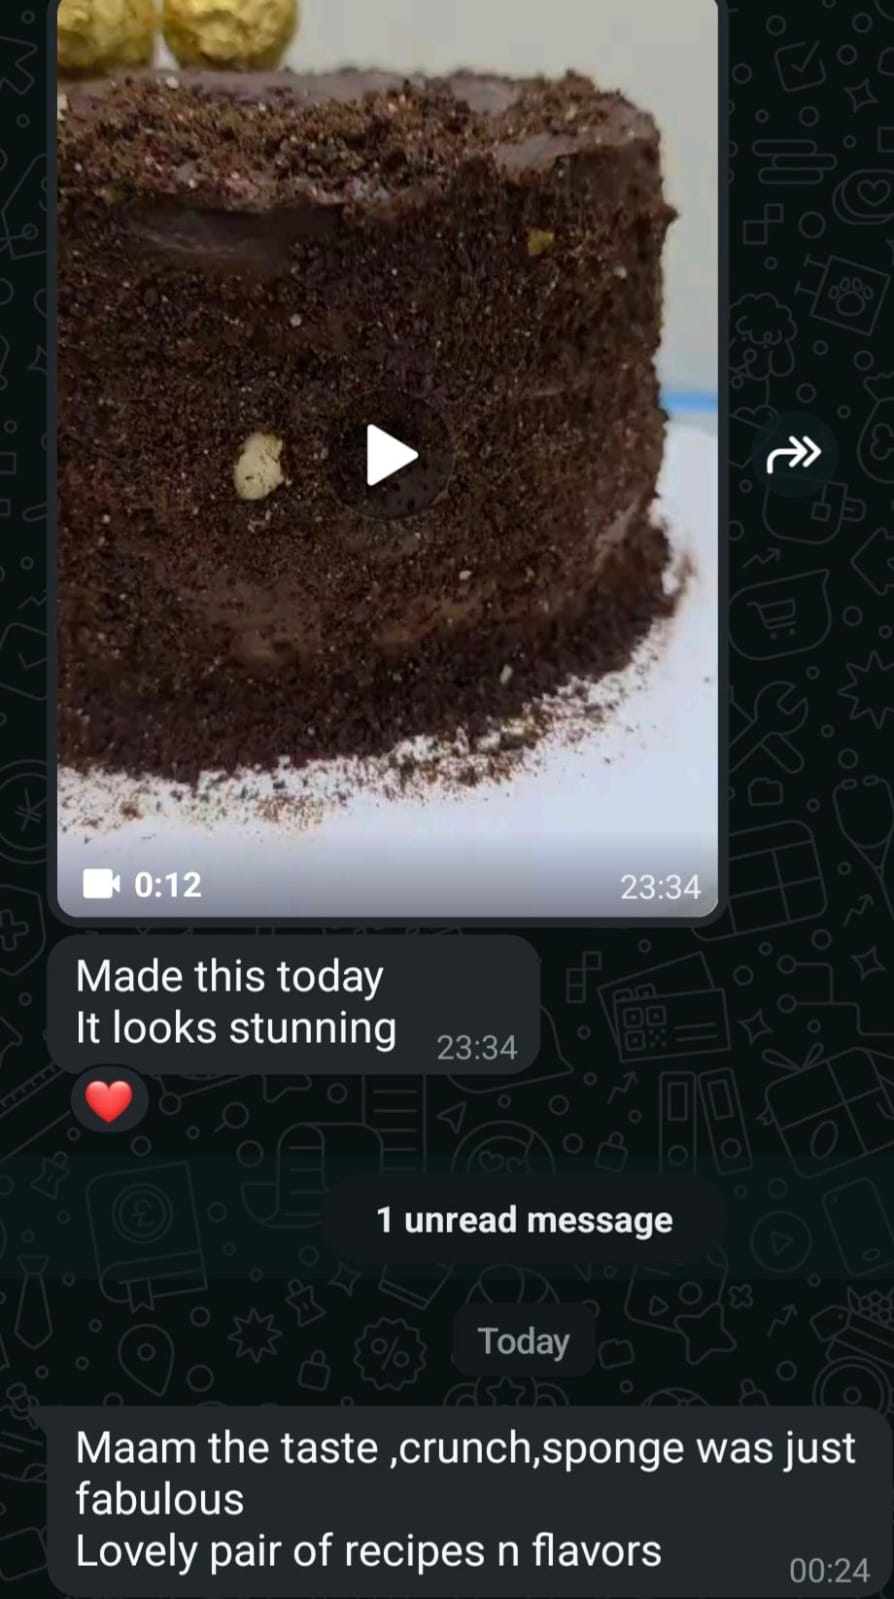 0:12
23:34
Made this today
It looks stunning
23:34
1 unread message
Today
Maam the taste ,crunch,sponge was just
fabulous
Lovely pair of recipes n flavors
00:24